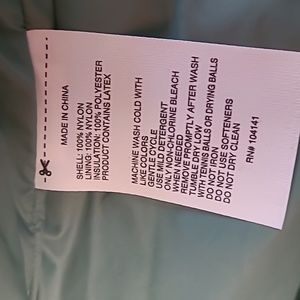 MADE IN CHINA
SHELL: 100% NYLON
LINING: 100% NYLON
INSULATION: 100% POLYESTER
PRODUCT CONTAINS LATEX
MACHINE WASH COLD WITH
LIKE COLORS
GENTLE CYCLE
USE MILD DETERGENT
ONLY NON-CHLORINE BLEACH
WHEN NEEDED
REMOVE PROMPTLY AFTER WASH
TUMBLE DRY LOW
WITH TENNIS BALLS OR DRYING BALLS
DO NOT IRON
DO NOT USE SOFTENERS
DO NOT DRY CLEAN
RN# 104141